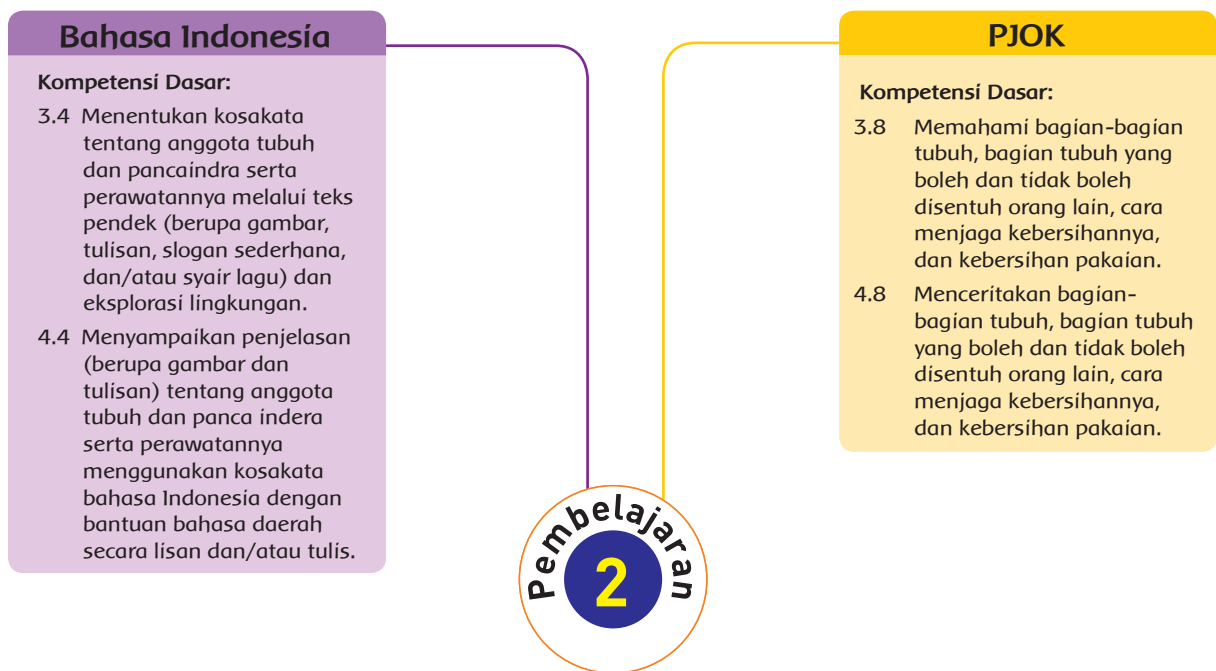 Bahasa Indonesia
Kompetensi Dasar:
3.4 Menentukan kosakata
tentang anggota tubuh
dan pancaindra serta
perawatannya melalui teks
pendek (berupa gambar,
tulisan, slogan sederhana,
dan/atau syair lagu) dan
eksplorasi lingkungan.
4.4 Menyampaikan penjelasan
(berupa gambar dan
tulisan) tentang anggota
tubuh dan panca indera
serta perawatannya
menggunakan kosakata
bahasa Indonesia dengan
bantuan bahasa daerah
secara lisan dan/atau tulis.
PJOK
Kompetensi Dasar:
3.8 Memahami bagian-bagian
tubuh, bagian tubuh yang
boleh dan tidak boleh
disentuh orang lain, cara
menjaga kebersihannya,
dan kebersihan pakaian.
4.8 Menceritakan bagian-
bagian tubuh, bagian tubuh
yang boleh dan tidak boleh
disentuh orang lain, cara
menjaga kebersihannya,
dan kebersihan pakaian.
Pembelajaran
2